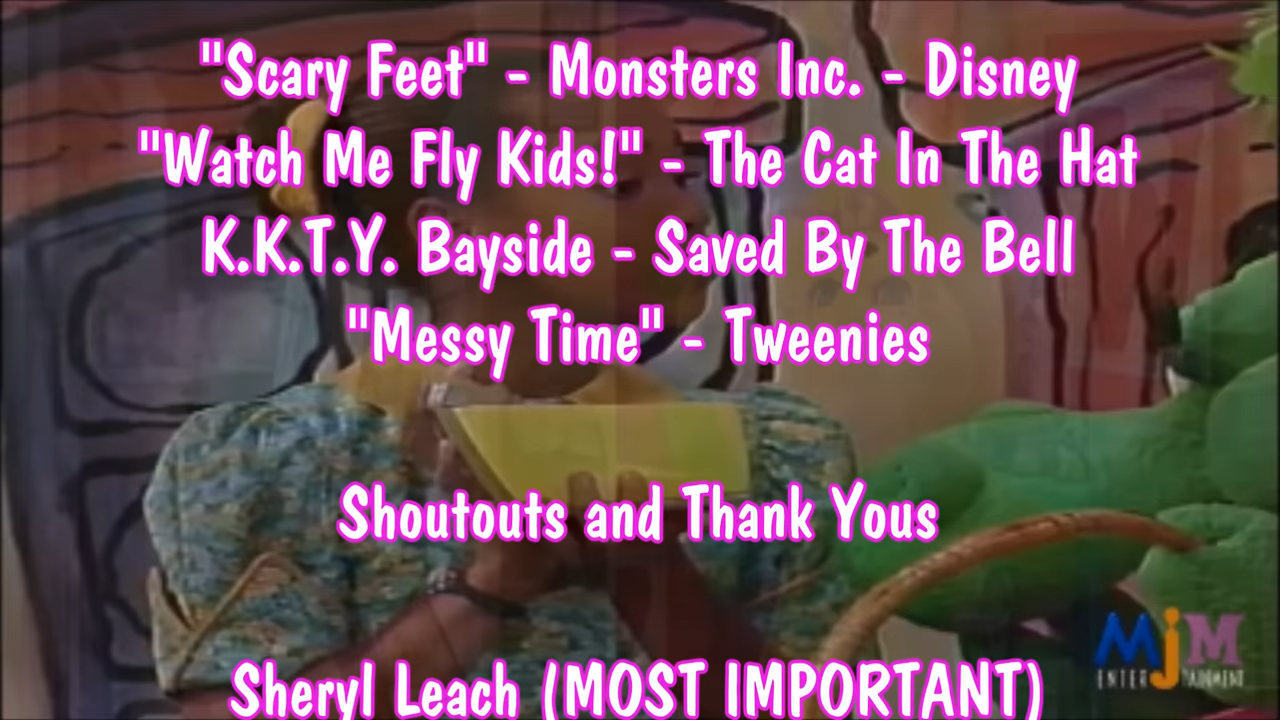 "Scary Feet" - Monsters Inc. - Disney
"Watch Me Fly Kids!" - The Cat In The Hat
K.K.T.Y. Bayside - Saved By The Bell
"Messy Time" - Tweenies
Shoutouts and Thank Yous
Sheryl Leach (MOST IMPORTANT)
MJM
ENTERTAINMENT